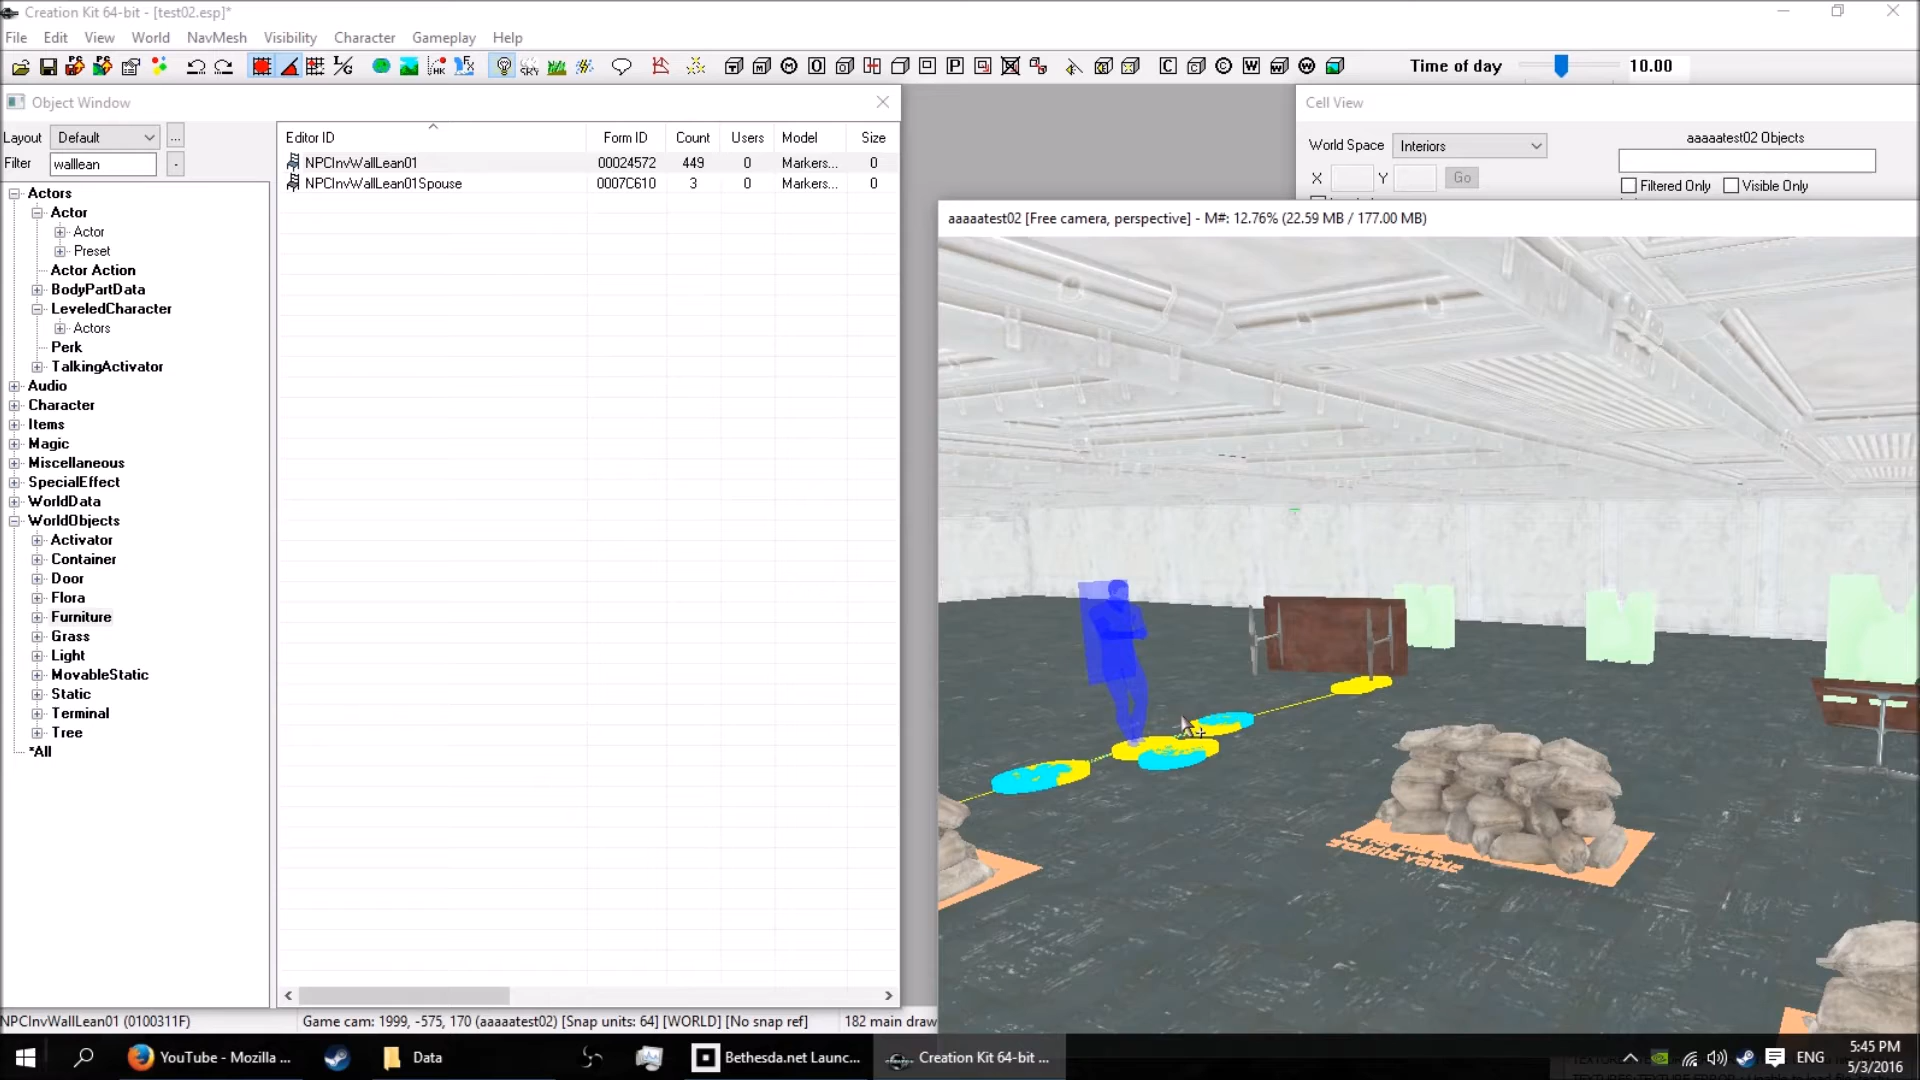 Creation Kit 64-bit - [test02.esp]*
File Edit View World NavMesh Visibility Character Gameplay Help
Time of day 10.00
Object Window
Cell View
Layout Default ...
Filter walllean -
Editor ID Form ID Count Users Model Size
NPCInvWallLean01 00024572 449 0 Markers... 0
NPCInvWallLean01Spouse 0007C610 3 0 Markers... 0
World Space Interiors
aaaaatest02 Objects
X Y Go
Filtered Only Visible Only
aaaaatest02 [Free camera, perspective] - M#: 12.76% (22.59 MB / 177.00 MB)
Actors
Actor
Actor
Preset
Actor Action
BodyPartData
LeveledCharacter
Actors
Perk
TalkingActivator
Audio
Character
Items
Magic
Miscellaneous
SpecialEffect
WorldData
WorldObjects
Activator
Container
Door
Flora
Furniture
Grass
Light
MovableStatic
Static
Terminal
Tree
*All
NPCInvWallLean01 (0100311F)
Game cam: 1999, -575, 170 (aaaaatest02) [Snap units: 64] [WORLD] [No snap ref]
182 main draw
YouTube - Mozilla ...
Data
Bethesda.net Launc...
Creation Kit 64-bit ...
ENG
5:45 PM
5/3/2016